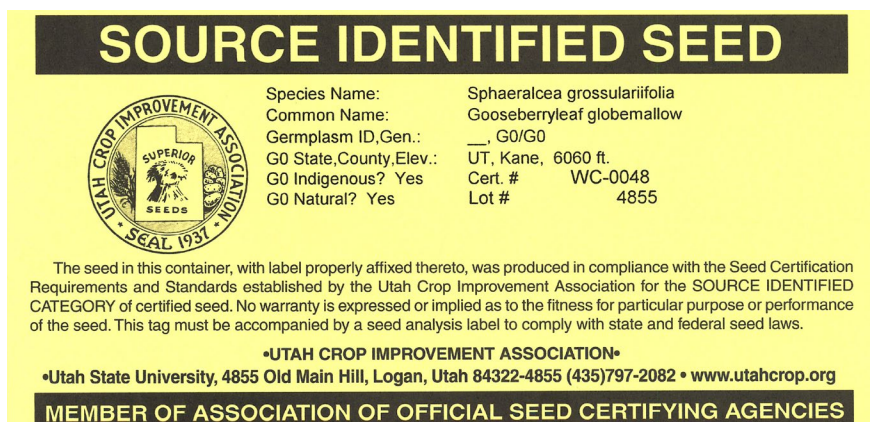 SOURCE IDENTIFIED SEED
UTAH CROP IMPROVEMENT ASSOCIATION
SUPERIOR
SEEDS
SEAL 1937
Species Name: Sphaeralcea grossulariifolia
Common Name: Gooseberryleaf globemallow
Germplasm ID,Gen.: __, G0/G0
G0 State,County,Elev.: UT, Kane, 6060 ft.
G0 Indigenous? Yes Cert. # WC-0048
G0 Natural? Yes Lot # 4855
The seed in this container, with label properly affixed thereto, was produced in compliance with the Seed Certification
Requirements and Standards established by the Utah Crop Improvement Association for the SOURCE IDENTIFIED
CATEGORY of certified seed. No warranty is expressed or implied as to the fitness for particular purpose or performance
of the seed. This tag must be accompanied by a seed analysis label to comply with state and federal seed laws.
•UTAH CROP IMPROVEMENT ASSOCIATION•
•Utah State University, 4855 Old Main Hill, Logan, Utah 84322-4855 (435)797-2082 • www.utahcrop.org
MEMBER OF ASSOCIATION OF OFFICIAL SEED CERTIFYING AGENCIES